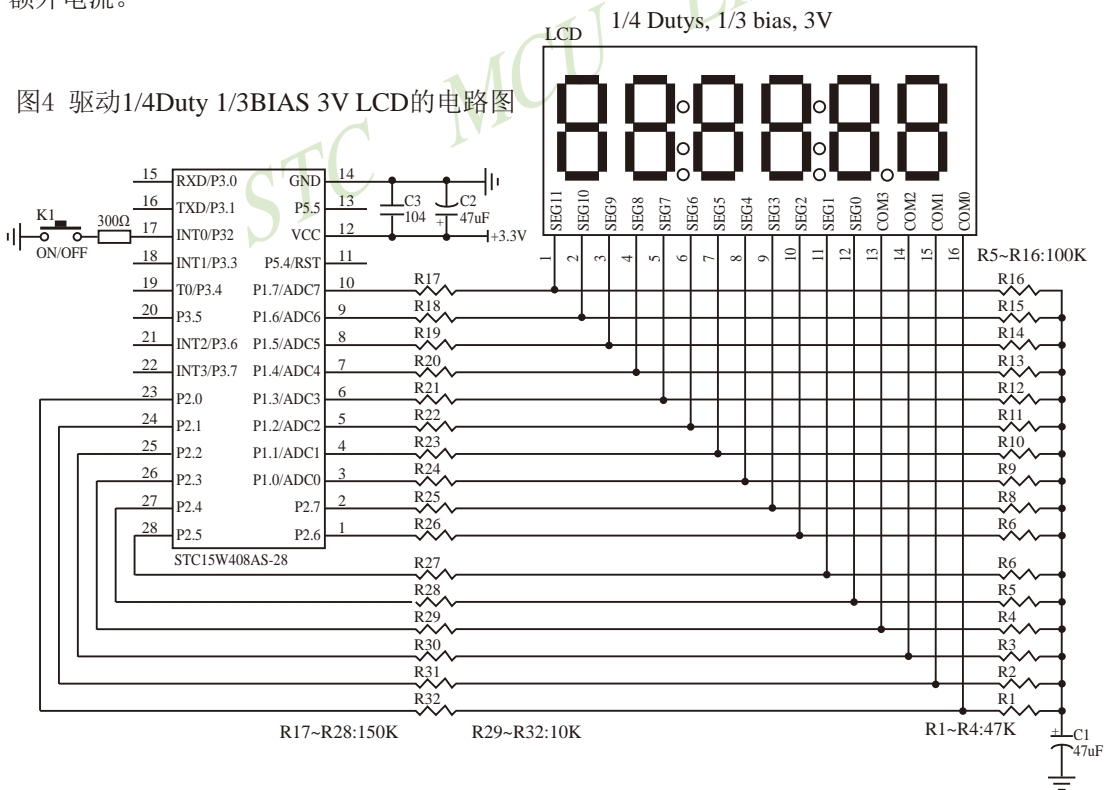 额外电流。
1/4 Dutys, 1/3 bias, 3V
LCD
图4 驱动1/4Duty 1/3BIAS 3V LCD的电路图
STC MCU
15 RXD/P3.0 GND 14
16 TXD/P3.1 P5.5 13
17 INT0/P32 VCC 12
18 INT1/P3.3 P5.4/RST 11
19 T0/P3.4 P1.7/ADC7 10
20 P3.5 P1.6/ADC6 9
21 INT2/P3.6 P1.5/ADC5 8
22 INT3/P3.7 P1.4/ADC4 7
23 P2.0 P1.3/ADC3 6
24 P2.1 P1.2/ADC2 5
25 P2.2 P1.1/ADC1 4
26 P2.3 P1.0/ADC0 3
27 P2.4 P2.7 2
28 P2.5 P2.6 1
STC15W408AS-28
K1
ON/OFF
300Ω
C3
104
C2
+
47uF
+3.3V
SEG11 SEG10 SEG9 SEG8 SEG7 SEG6 SEG5 SEG4 SEG3 SEG2 SEG1 SEG0 COM3 COM2 COM1 COM0
1 2 3 4 5 6 7 8 9 10 11 12 13 14 15 16
R5~R16:100K
R17 R16
R18 R15
R19 R14
R20 R13
R21 R12
R22 R11
R23 R10
R24 R9
R25 R8
R26 R6
R27 R6
R28 R5
R29 R4
R30 R3
R31 R2
R32 R1
R17~R28:150K R29~R32:10K R1~R4:47K
+
C1
47uF